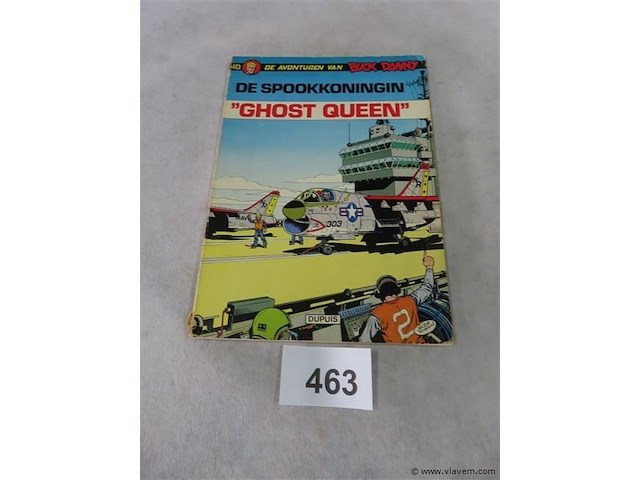 40 DE AVONTUREN VAN BUCK DANNY
DE SPOOKKONINGIN
"GHOST QUEEN"
303
2
DUPUIS
463
© www.vlavem.com